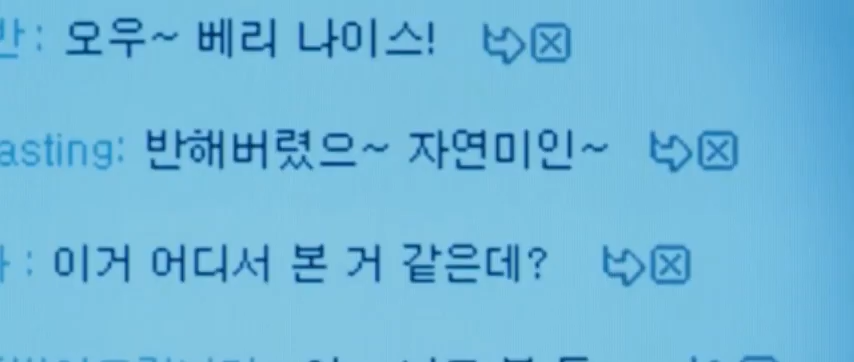 반 : 오우~ 베리 나이스!
asting: 반해버렸으~ 자연미인~
: 이거 어디서 본 거 같은데?